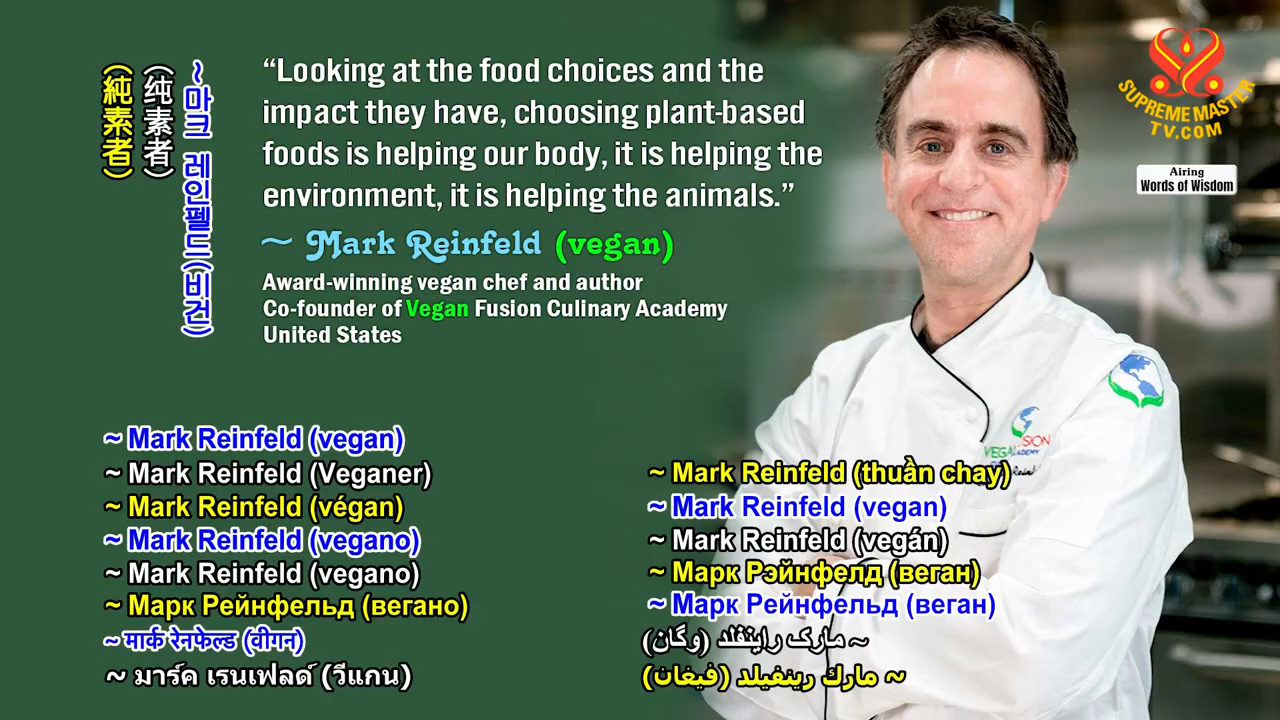 (純素者)
(纯素者)
~마크 레인펠드(비건)
“Looking at the food choices and the
impact they have, choosing plant-based
foods is helping our body, it is helping the
environment, it is helping the animals.”
~ Mark Reinfeld (vegan)
Award-winning vegan chef and author
Co-founder of Vegan Fusion Culinary Academy
United States
SUPREME MASTER
TV.COM
Airing
Words of Wisdom
~ Mark Reinfeld (vegan)
~ Mark Reinfeld (Veganer)
~ Mark Reinfeld (végan)
~ Mark Reinfeld (vegano)
~ Mark Reinfeld (vegano)
~ Марк Рейнфельд (вегано)
~ मार्क रेनफेल्ड (वीगन)
~ มาร์ค เรนเฟลด์ (วีแกน)
~ Mark Reinfeld (thuần chay)
~ Mark Reinfeld (vegan)
~ Mark Reinfeld (vegán)
~ Марк Рэйнфелд (веган)
~ Марк Рейнфельд (веган)
~ مارک راینفلد (وگان)
~ مارك رينفيلد (فيغان)